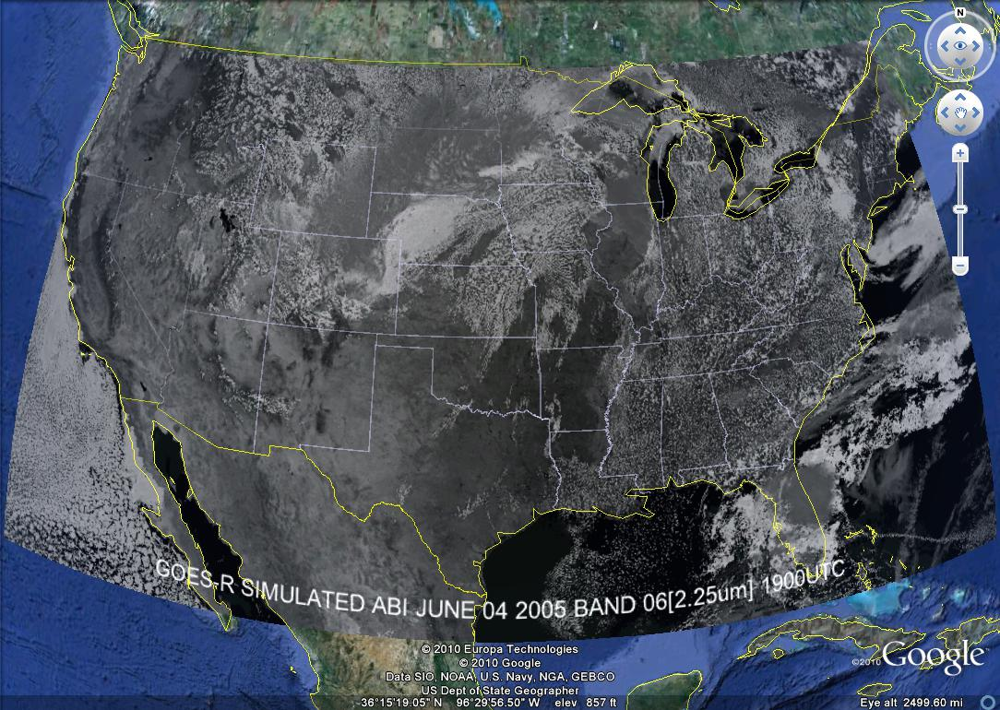 N
GOES-R SIMULATED ABI JUNE 04 2005 BAND 06[2.25um] 1900UTC
© 2010 Europa Technologies
© 2010 Google
Data SIO, NOAA, U.S. Navy, NGA, GEBCO
US Dept of State Geographer
©2010 Google
36°15'19.05" N 96°29'56.50" W elev 857 ft
Eye alt 2499.60 mi